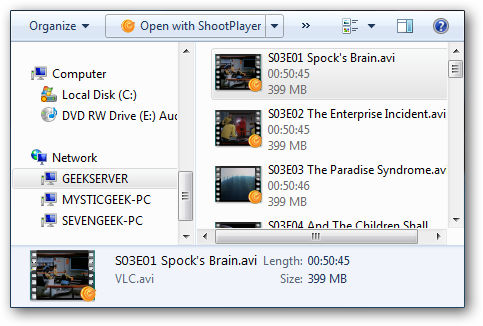 Organize Open with ShootPlayer »
Computer
Local Disk (C:)
DVD RW Drive (E:) Auc
Network
GEEKSERVER
MYSTICGEEK-PC
SEVENGEEK-PC
S03E01 Spock's Brain.avi
00:50:45
399 MB
S03E02 The Enterprise Incident.avi
00:50:45
399 MB
S03E03 The Paradise Syndrome.av
00:50:46
399 MB
S03E04 And The Children Shall
S03E01 Spock's Brain.avi Length: 00:50:45
VLC.avi Size: 399 MB